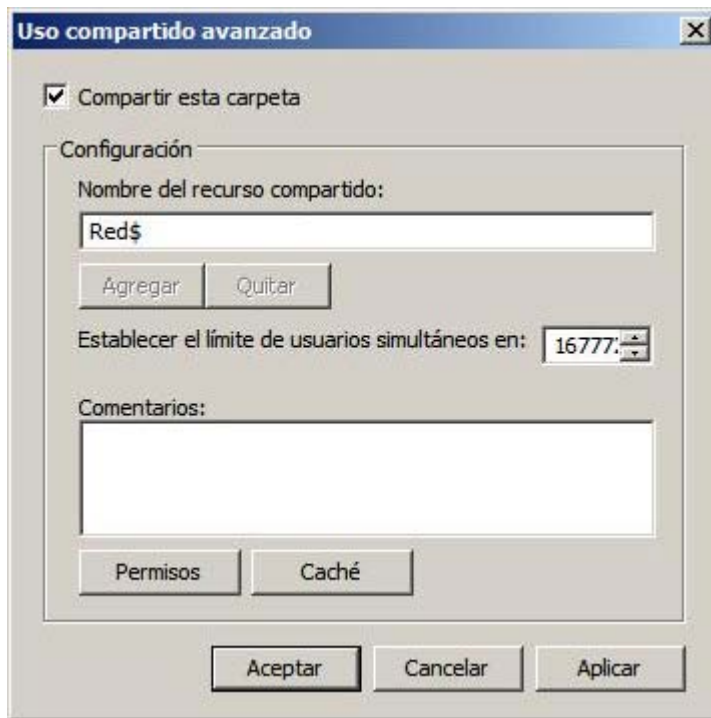 Uso compartido avanzado
Compartir esta carpeta
Configuración
Nombre del recurso compartido:
Red$
Agregar Quitar
Establecer el límite de usuarios simultáneos en: 16777
Comentarios:
Permisos Caché
Aceptar Cancelar Aplicar